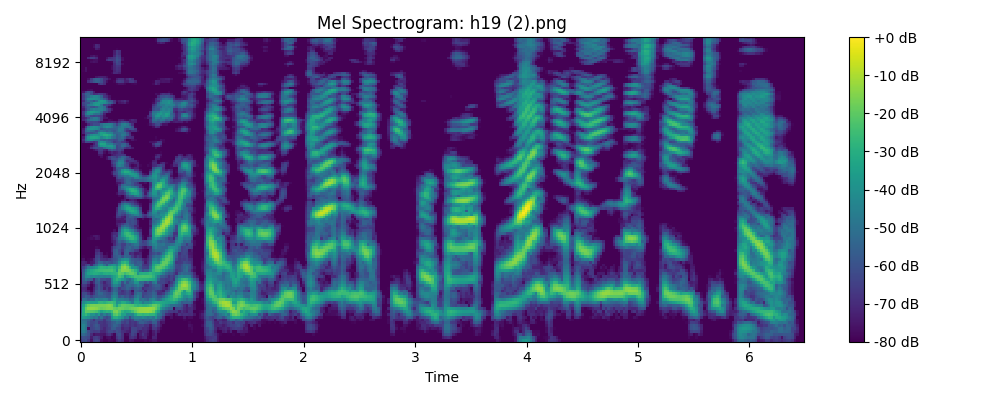 Mel Spectrogram: h19 (2).png
+0 dB
8192
-10 dB
4096
-20 dB
-30 dB
2048
Hz
-40 dB
1024
-50 dB
-60 dB
512
-70 dB
0
-80 dB
0 1 2 3 4 5 6
Time